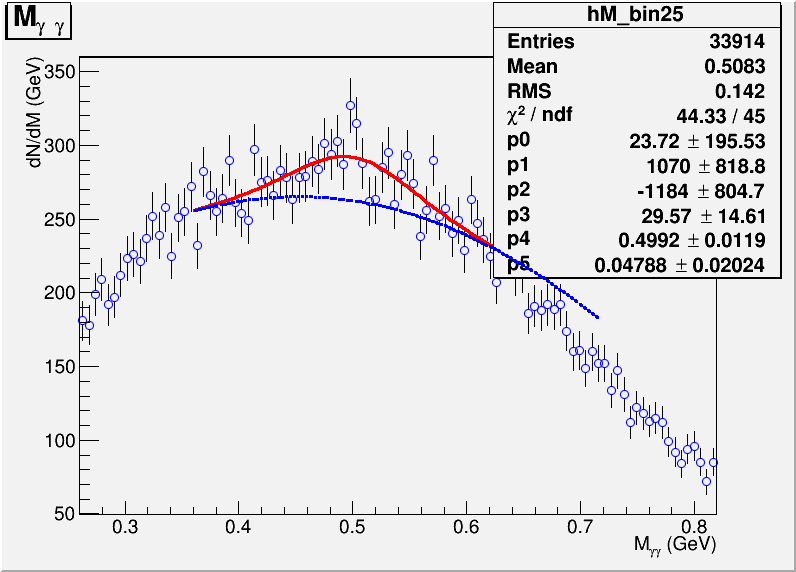 M γ γ
hM_bin25
Entries 33914
Mean 0.5083
RMS 0.142
χ² / ndf 44.33 / 45
p0 23.72 ± 195.53
p1 1070 ± 818.8
p2 -1184 ± 804.7
p3 29.57 ± 14.61
p4 0.4992 ± 0.0119
p5 0.04788 ± 0.02024
dN/dM (GeV)
350
300
250
200
150
100
50
0.3 0.4 0.5 0.6 0.7 0.8
M γγ (GeV)